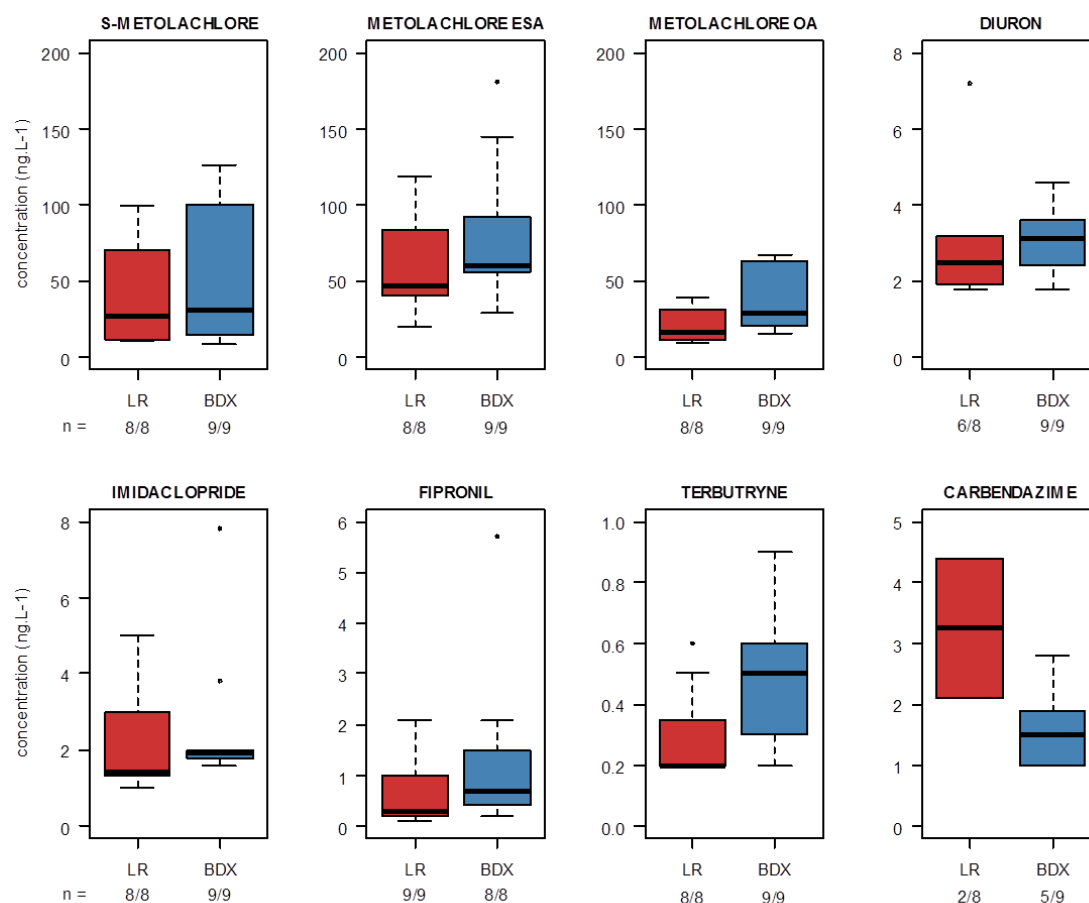 S-METOLACHLORE METOLACHLORE ESA METOLACHLORE OA DIURON
concentration (ng.L-1)
200 200 200 8
150 150 150 6
100 100 100 4
50 50 50 2
0 0 0 0
LR BDX LR BDX LR BDX LR BDX
n = 8/8 9/9 8/8 9/9 8/8 9/9 6/8 9/9
IMIDACLOPRIDE FIPRONIL TERBUTRYNE CARBENDAZIME
concentration (ng.L-1)
8 6 1.0 5
5
6 0.8 4
4
4 3 0.6 3
0.4 2
2 2
1 0.2 1
0 0 0.0 0
LR BDX LR BDX LR BDX LR BDX
n = 8/8 9/9 9/9 8/8 8/8 9/9 2/8 5/9